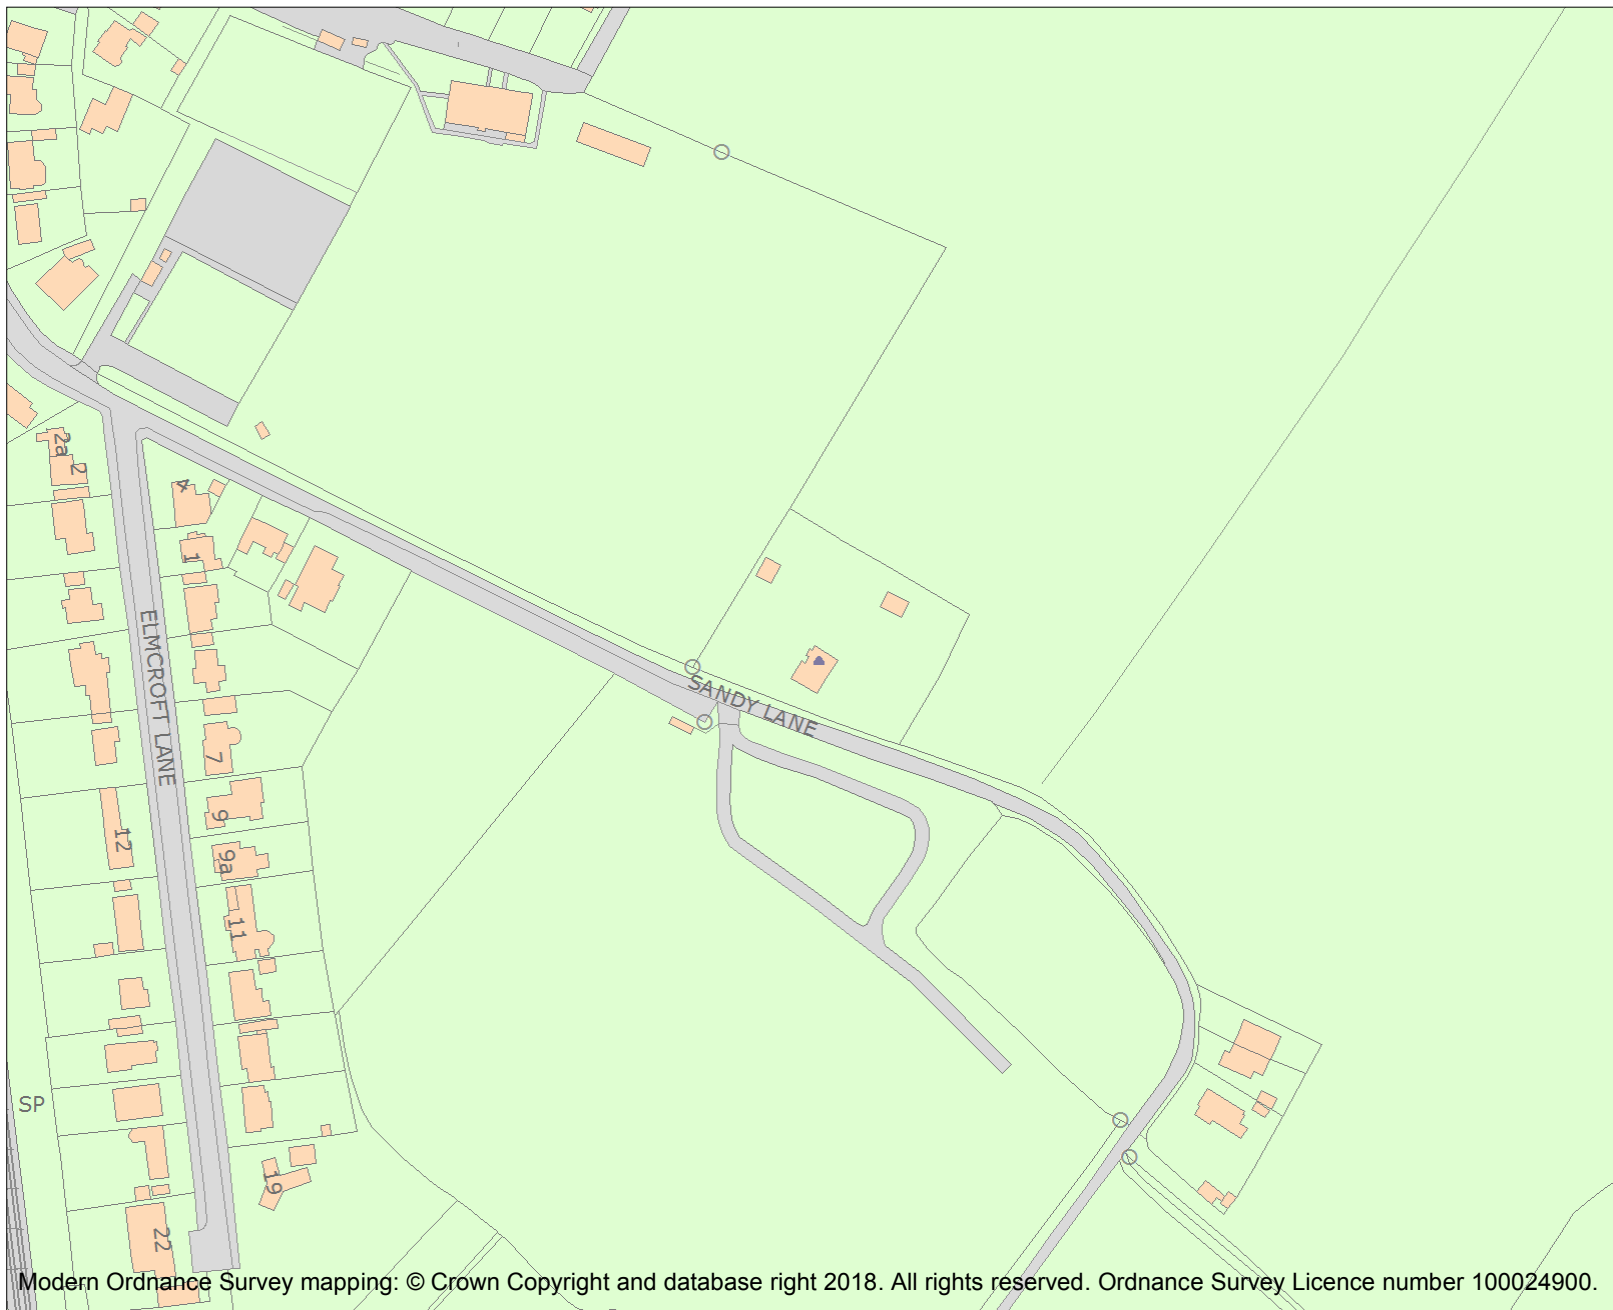 2a
2
4
1
ELMCROFT LANE
SANDY LANE
7
9
12
9a
11
SP
19
22
Modern Ordnance Survey mapping: © Crown Copyright and database right 2018. All rights reserved. Ordnance Survey Licence number 100024900.